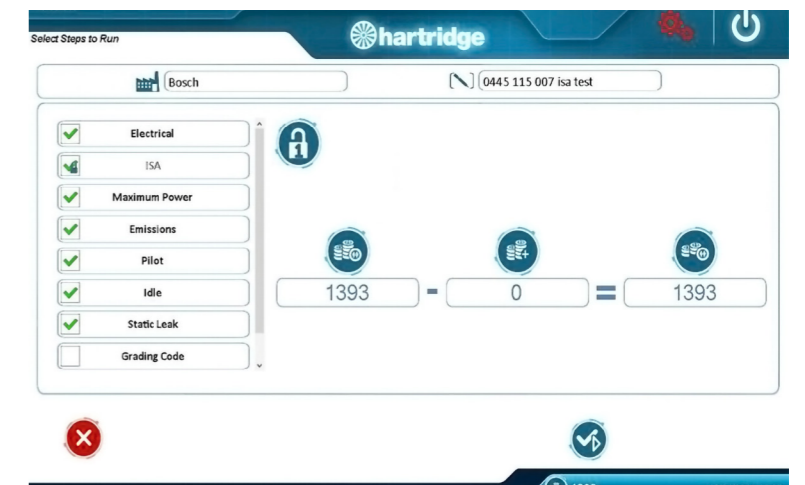 Select Steps to Run
hartridge
Bosch
0445 115 007 isa test
Electrical
1
ISA
Maximum Power
Emissions
Pilot
Idle
1393 - 0 = 1393
Static Leak
Grading Code